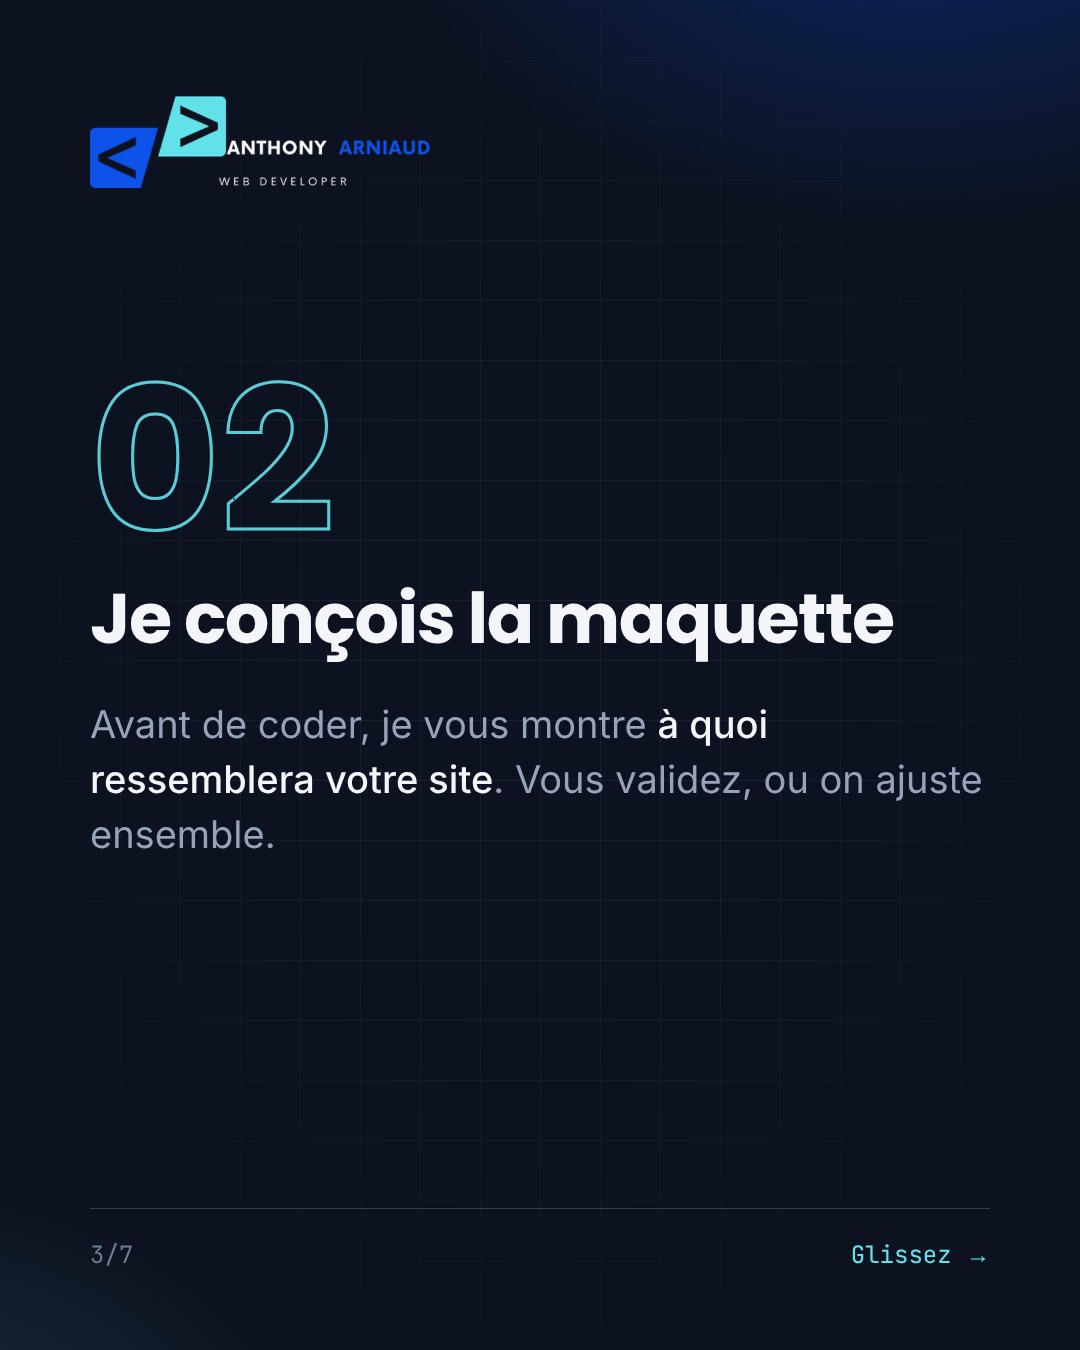 < >
ANTHONY ARNIAUD
WEB DEVELOPER
02
Je conçois la maquette
Avant de coder, je vous montre à quoi
ressemblera votre site. Vous validez, ou on ajuste
ensemble.
3/7
Glissez →